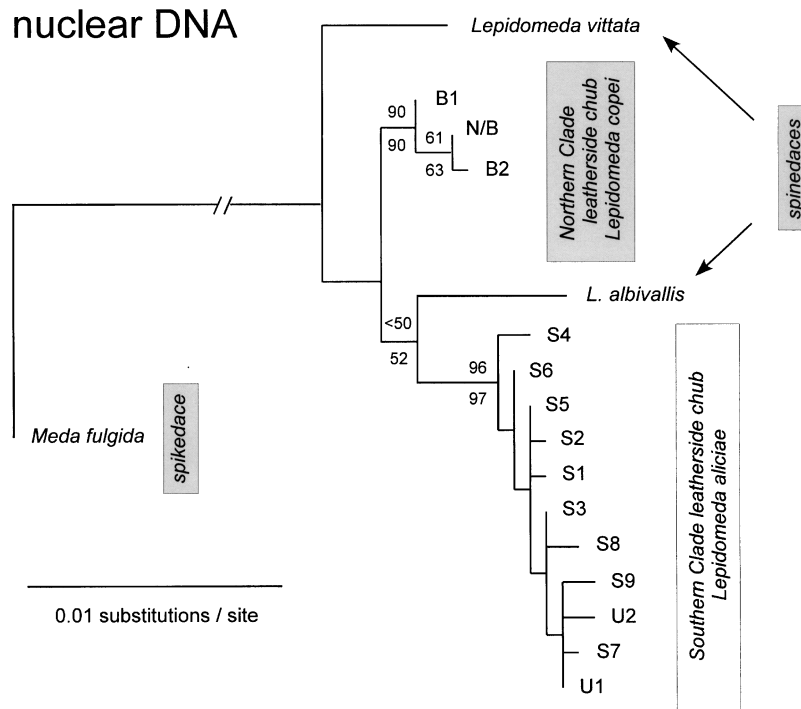 nuclear DNA
Lepidomeda vittata
90
B1
90
61
N/B
63
B2
Northern Clade
leatherside chub
Lepidomeda copei
spinedaces
//
L. albivallis
<50
52
96
97
S4
S6
S5
S2
S1
S3
S8
S9
U2
S7
U1
Southern Clade leatherside chub
Lepidomeda aliciae
Meda fulgida
spikedace
0.01 substitutions / site